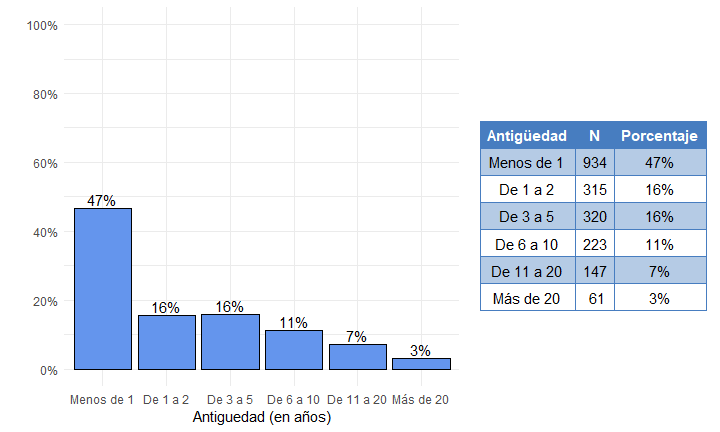 100%
80%
60%
40%
20%
0%
47%
16%
16%
11%
7%
3%
Menos de 1 De 1 a 2 De 3 a 5 De 6 a 10 De 11 a 20 Más de 20
Antiguedad (en años)
Antigüedad N Porcentaje
Menos de 1 934 47%
De 1 a 2 315 16%
De 3 a 5 320 16%
De 6 a 10 223 11%
De 11 a 20 147 7%
Más de 20 61 3%